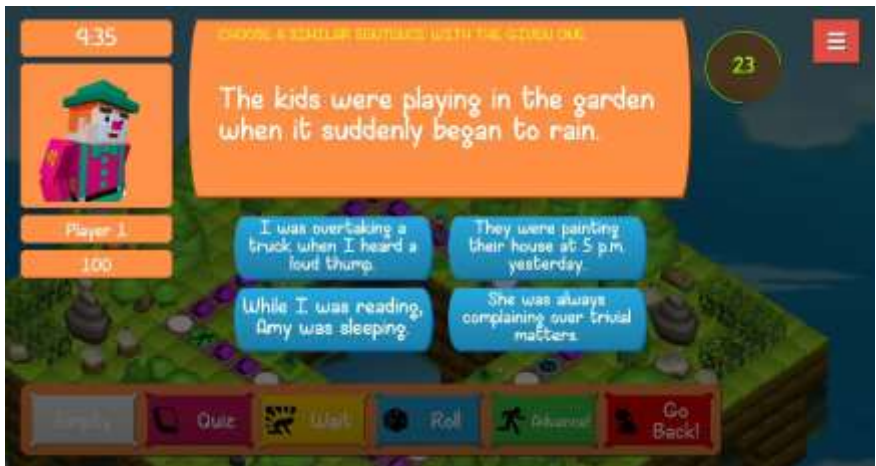 4:35
CHOOSE A SIMILAR SENTENCE WITH THE GIVEN ONE
23
The kids were playing in the garden
when it suddenly began to rain.
Player 1
100
I was overtaking a
truck when I heard a
loud thump.
They were painting
their house at 5 p.m.
yesterday.
While I was reading,
Amy was sleeping.
She was always
complaining over trivial
matters.
Quiz
Wait
Roll
Advance!
Go
Back!